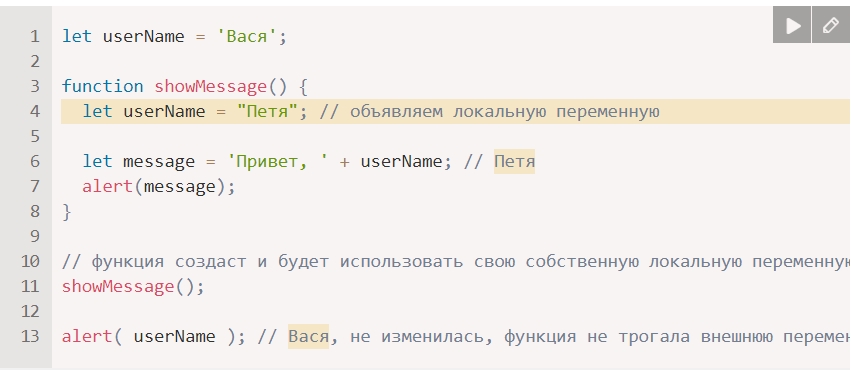 1 let userName = 'Вася';
2
3 function showMessage() {
4 let userName = "Петя"; // объявляем локальную переменную
5
6 let message = 'Привет, ' + userName; // Петя
7 alert(message);
8 }
9
10 // функция создаст и будет использовать свою собственную локальную переменную
11 showMessage();
12
13 alert( userName ); // Вася, не изменилась, функция не трогала внешнюю перемен